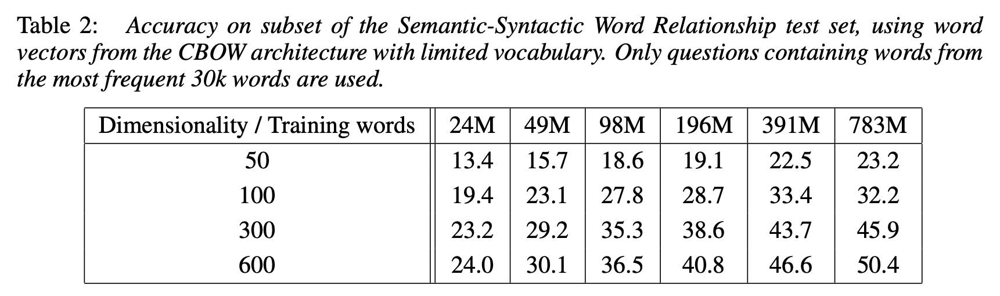 Table 2: Accuracy on subset of the Semantic-Syntactic Word Relationship test set, using word
vectors from the CBOW architecture with limited vocabulary. Only questions containing words from
the most frequent 30k words are used.
Dimensionality / Training words 24M 49M 98M 196M 391M 783M
50 13.4 15.7 18.6 19.1 22.5 23.2
100 19.4 23.1 27.8 28.7 33.4 32.2
300 23.2 29.2 35.3 38.6 43.7 45.9
600 24.0 30.1 36.5 40.8 46.6 50.4